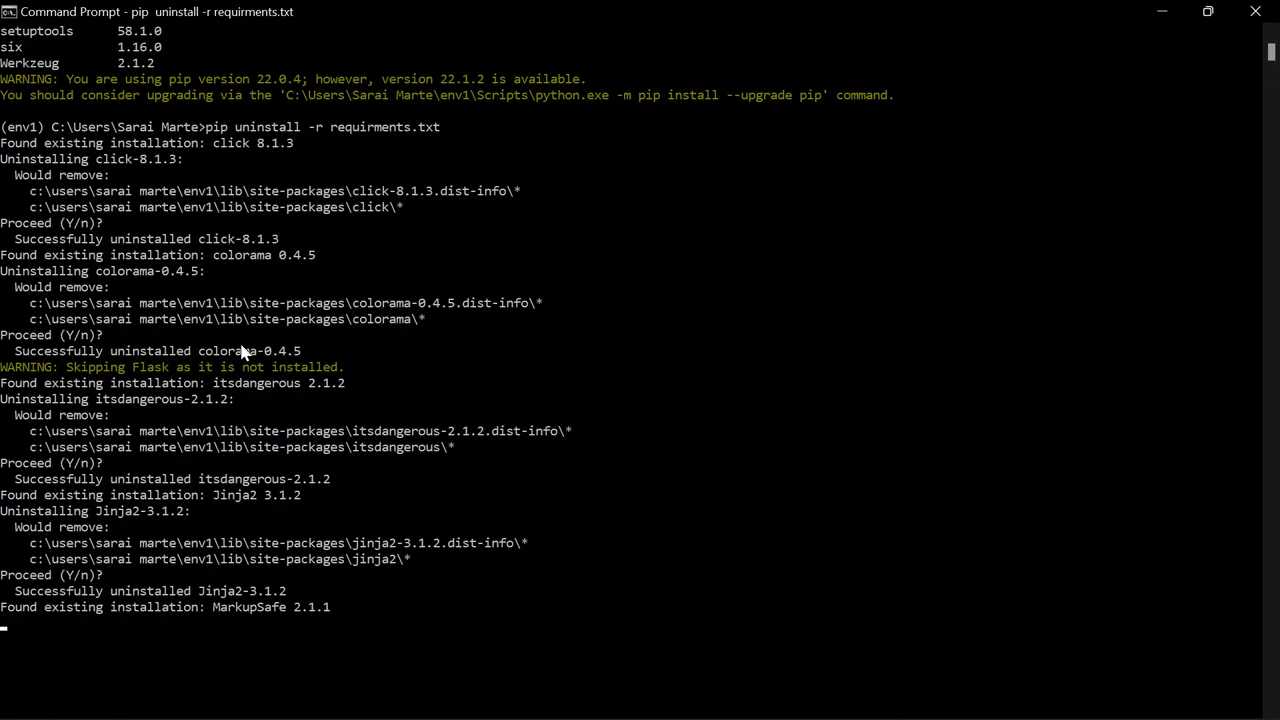 Command Prompt - pip  uninstall -r requirments.txt
setuptools      58.1.0
six             1.16.0
Werkzeug        2.1.2
WARNING: You are using pip version 22.0.4; however, version 22.1.2 is available.
You should consider upgrading via the 'C:\Users\Sarai Marte\env1\Scripts\python.exe -m pip install --upgrade pip' command.
(env1) C:\Users\Sarai Marte>pip uninstall -r requirments.txt
Found existing installation: click 8.1.3
Uninstalling click-8.1.3:
  Would remove:
    c:\users\sarai marte\env1\lib\site-packages\click-8.1.3.dist-info\*
    c:\users\sarai marte\env1\lib\site-packages\click\*
Proceed (Y/n)?
  Successfully uninstalled click-8.1.3
Found existing installation: colorama 0.4.5
Uninstalling colorama-0.4.5:
  Would remove:
    c:\users\sarai marte\env1\lib\site-packages\colorama-0.4.5.dist-info\*
    c:\users\sarai marte\env1\lib\site-packages\colorama\*
Proceed (Y/n)?
  Successfully uninstalled colorama-0.4.5
WARNING: Skipping Flask as it is not installed.
Found existing installation: itsdangerous 2.1.2
Uninstalling itsdangerous-2.1.2:
  Would remove:
    c:\users\sarai marte\env1\lib\site-packages\itsdangerous-2.1.2.dist-info\*
    c:\users\sarai marte\env1\lib\site-packages\itsdangerous\*
Proceed (Y/n)?
  Successfully uninstalled itsdangerous-2.1.2
Found existing installation: Jinja2 3.1.2
Uninstalling Jinja2-3.1.2:
  Would remove:
    c:\users\sarai marte\env1\lib\site-packages\jinja2-3.1.2.dist-info\*
    c:\users\sarai marte\env1\lib\site-packages\jinja2\*
Proceed (Y/n)?
  Successfully uninstalled Jinja2-3.1.2
Found existing installation: MarkupSafe 2.1.1